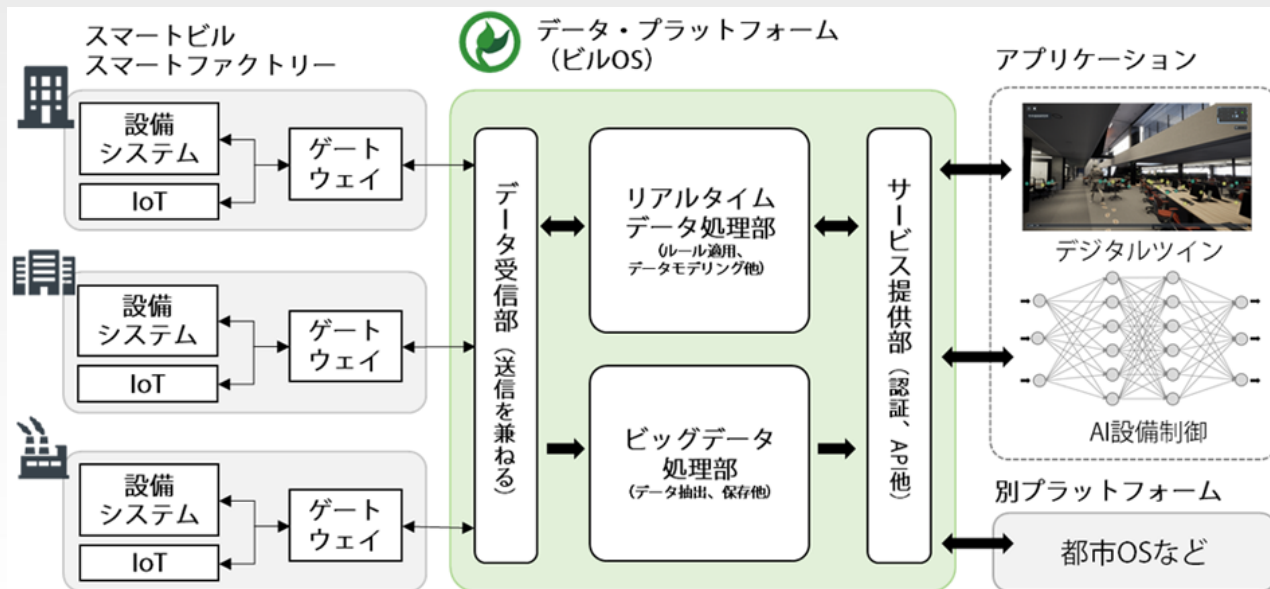 スマートビル
スマートファクトリー
設備
システム
IoT
ゲート
ウェイ
設備
システム
IoT
ゲート
ウェイ
設備
システム
IoT
ゲート
ウェイ
データ・プラットフォーム
（ビルOS）
データ受信部（送信を兼ねる）
リアルタイム
データ処理部
(ルール適用、
データモデリング他)
ビッグデータ
処理部
(データ抽出、保存他)
サービス提供部（認証、API他）
アプリケーション
デジタルツイン
AI設備制御
別プラットフォーム
都市OSなど